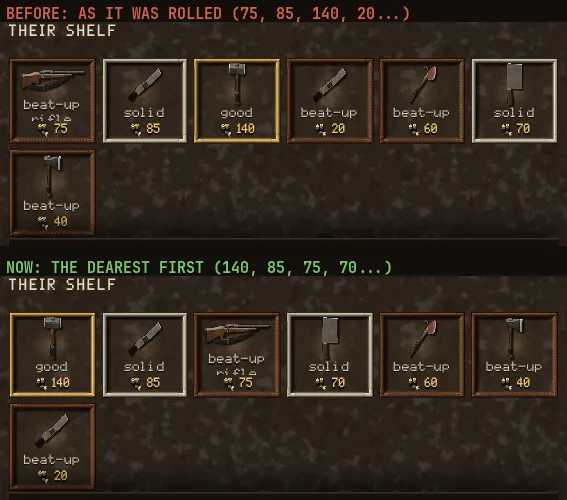 BEFORE: AS IT WAS ROLLED (75, 85, 140, 20...)
THEIR SHELF
beat-up rifle 75
solid 85
good 140
beat-up 20
beat-up 60
solid 70
beat-up 40
NOW: THE DEAREST FIRST (140, 85, 75, 70...)
THEIR SHELF
good 140
solid 85
beat-up rifle 75
solid 70
beat-up 60
beat-up 40
beat-up 20